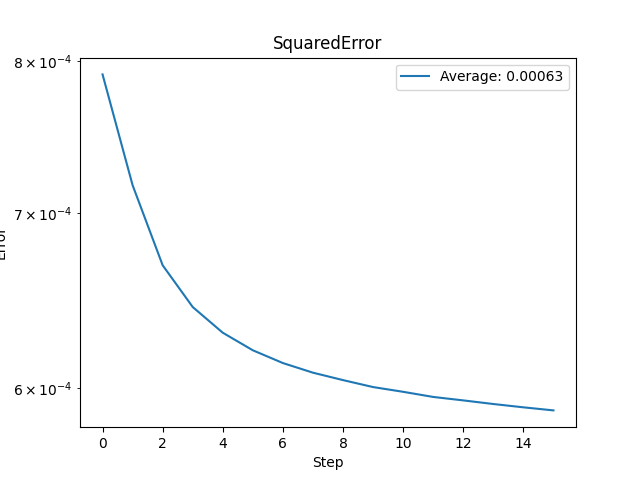 SquaredError
8 × 10⁻⁴
Average: 0.00063
7 × 10⁻⁴
Error
6 × 10⁻⁴
0 2 4 6 8 10 12 14
Step